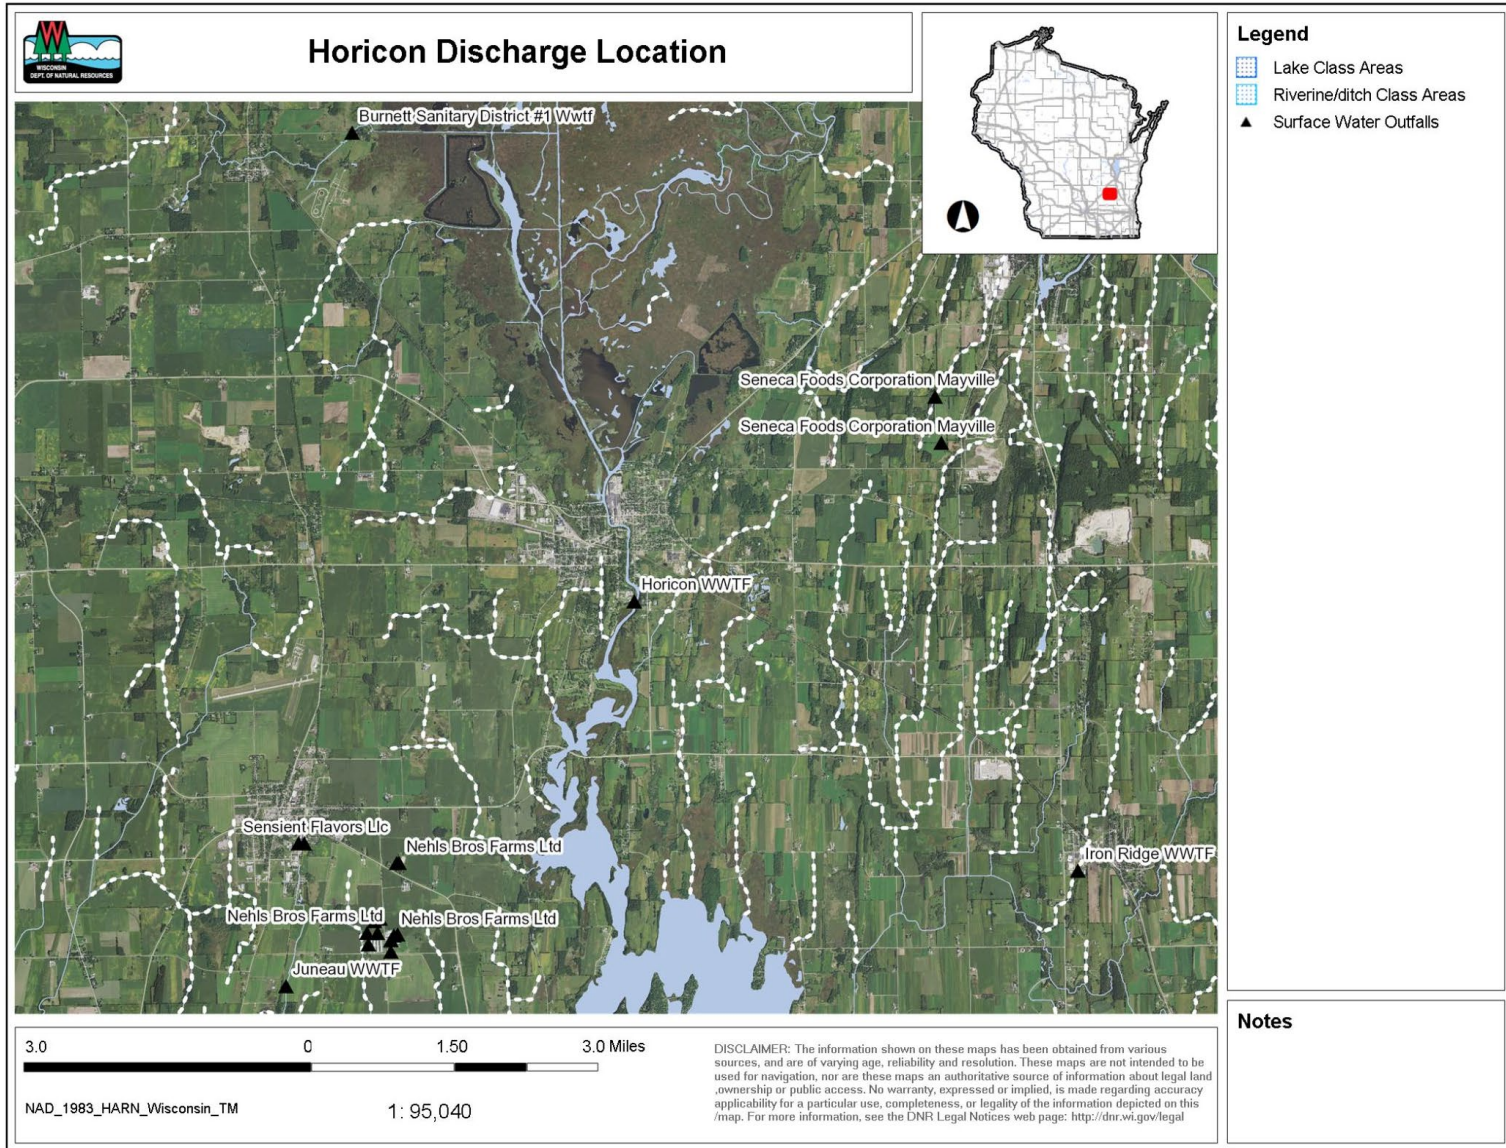 WISCONSIN
DEPT. OF NATURAL RESOURCES
Horicon Discharge Location
Legend
Lake Class Areas
Riverine/ditch Class Areas
Surface Water Outfalls
Burnett Sanitary District #1 Wwtf
Seneca Foods Corporation Mayville
Seneca Foods Corporation Mayville
Horicon WWTF
Sensient Flavors Llc
Nehls Bros Farms Ltd
Iron Ridge WWTF
Nehls Bros Farms Ltd
Nehls Bros Farms Ltd
Juneau WWTF
3.0 0 1.50 3.0 Miles
NAD_1983_HARN_Wisconsin_TM
1: 95,040
DISCLAIMER: The information shown on these maps has been obtained from various
sources, and are of varying age, reliability and resolution. These maps are not intended to be
used for navigation, nor are these maps an authoritative source of information about legal land
,ownership or public access. No warranty, expressed or implied, is made regarding accuracy
applicability for a particular use, completeness, or legality of the information depicted on this
/map. For more information, see the DNR Legal Notices web page: http://dnr.wi.gov/legal
Notes